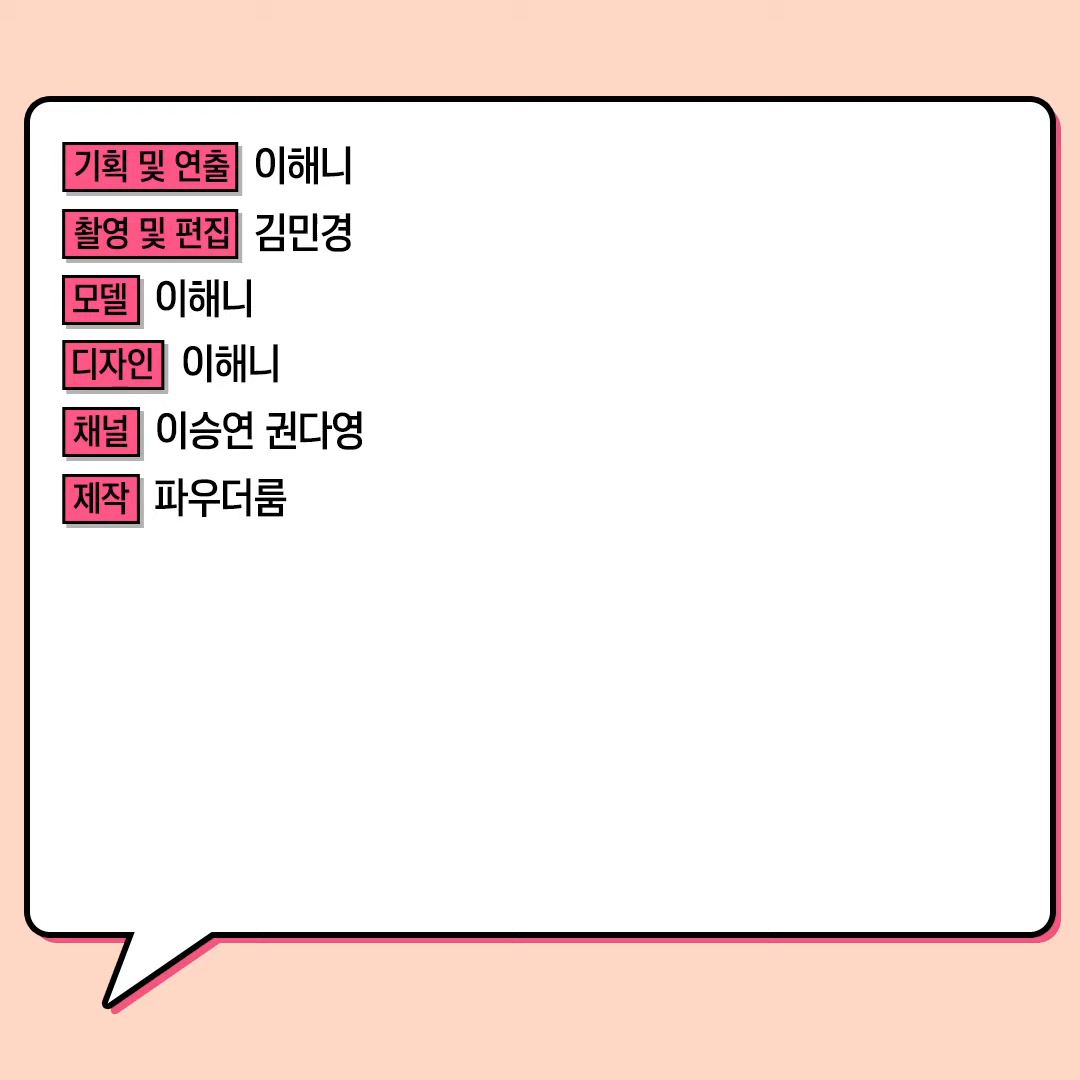 기획 및 연출 이해니
촬영 및 편집 김민경
모델 이해니
디자인 이해니
채널 이승연 권다영
제작 파우더룸